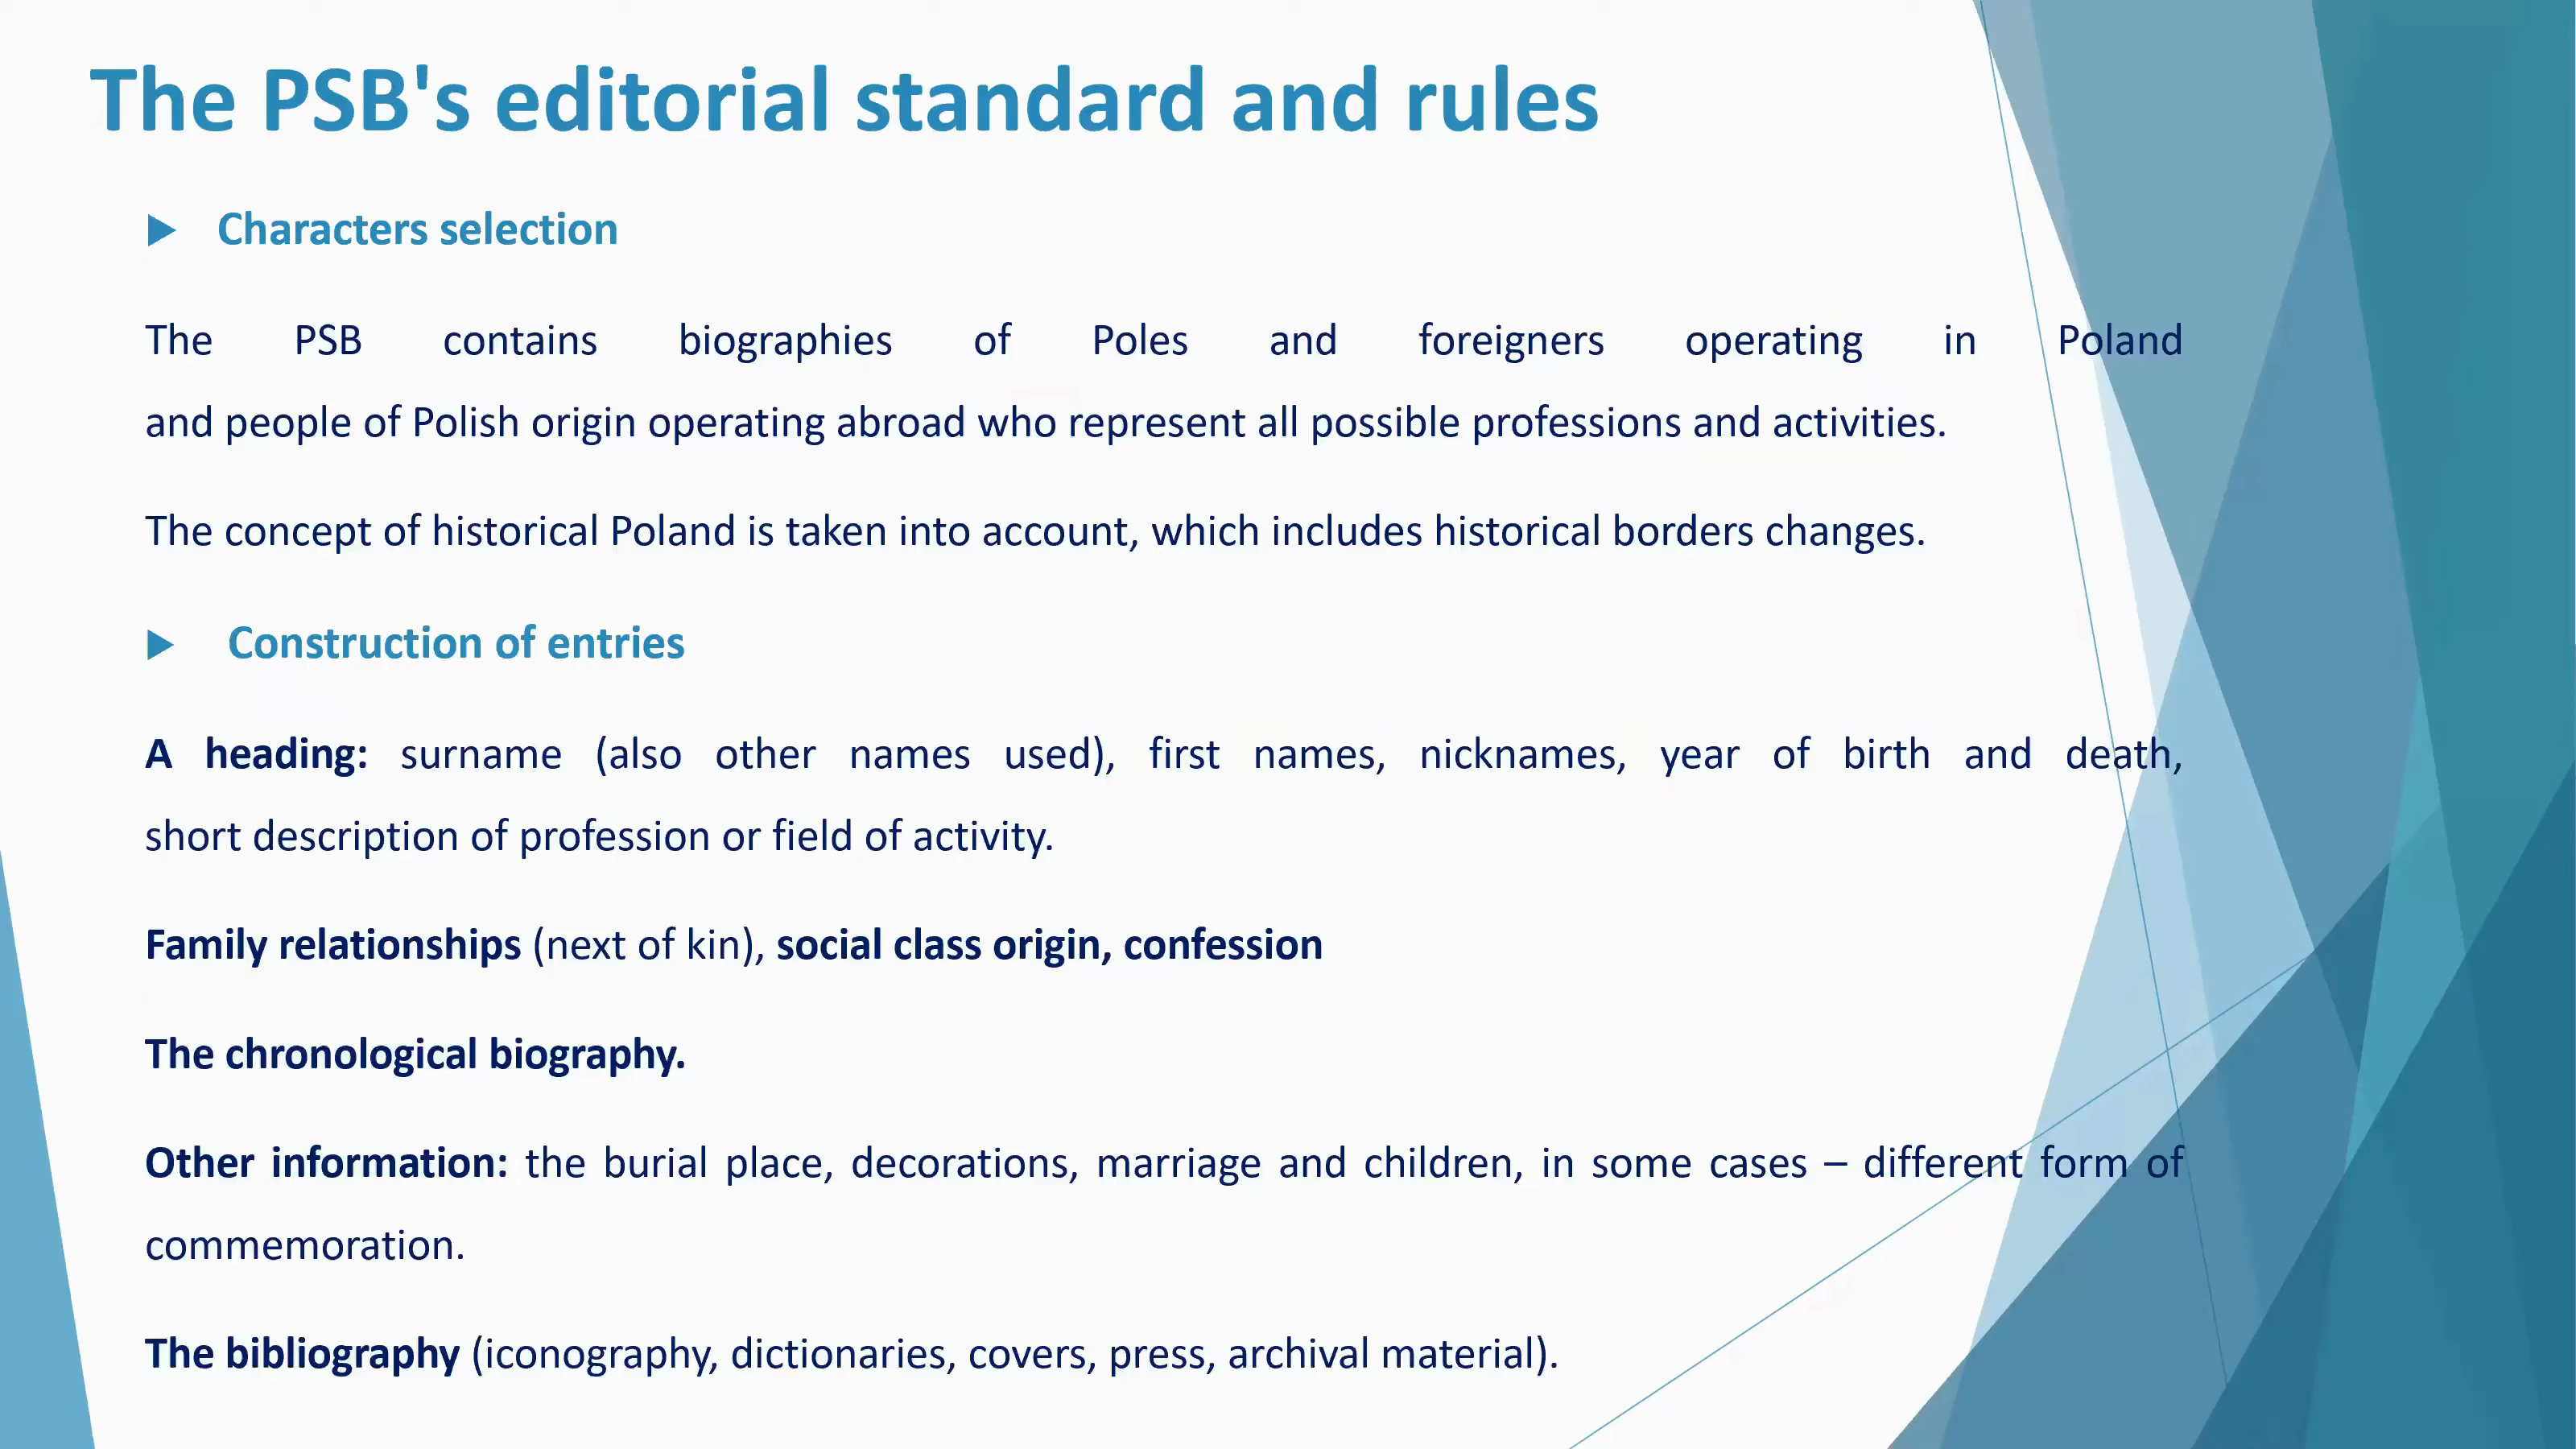 The PSB's editorial standard and rules
Characters selection
The PSB contains biographies of Poles and foreigners operating in Poland
and people of Polish origin operating abroad who represent all possible professions and activities.
The concept of historical Poland is taken into account, which includes historical borders changes.
Construction of entries
A heading: surname (also other names used), first names, nicknames, year of birth and death,
short description of profession or field of activity.
Family relationships (next of kin), social class origin, confession
The chronological biography.
Other information: the burial place, decorations, marriage and children, in some cases – different form of
commemoration.
The bibliography (iconography, dictionaries, covers, press, archival material).